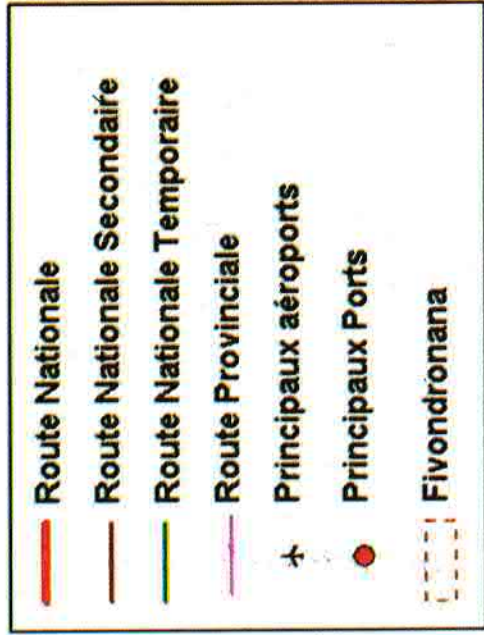 Route Nationale
Route Nationale Secondaire
Route Nationale Temporaire
Route Provinciale
Principaux aéroports
Principaux Ports
Fivondronana